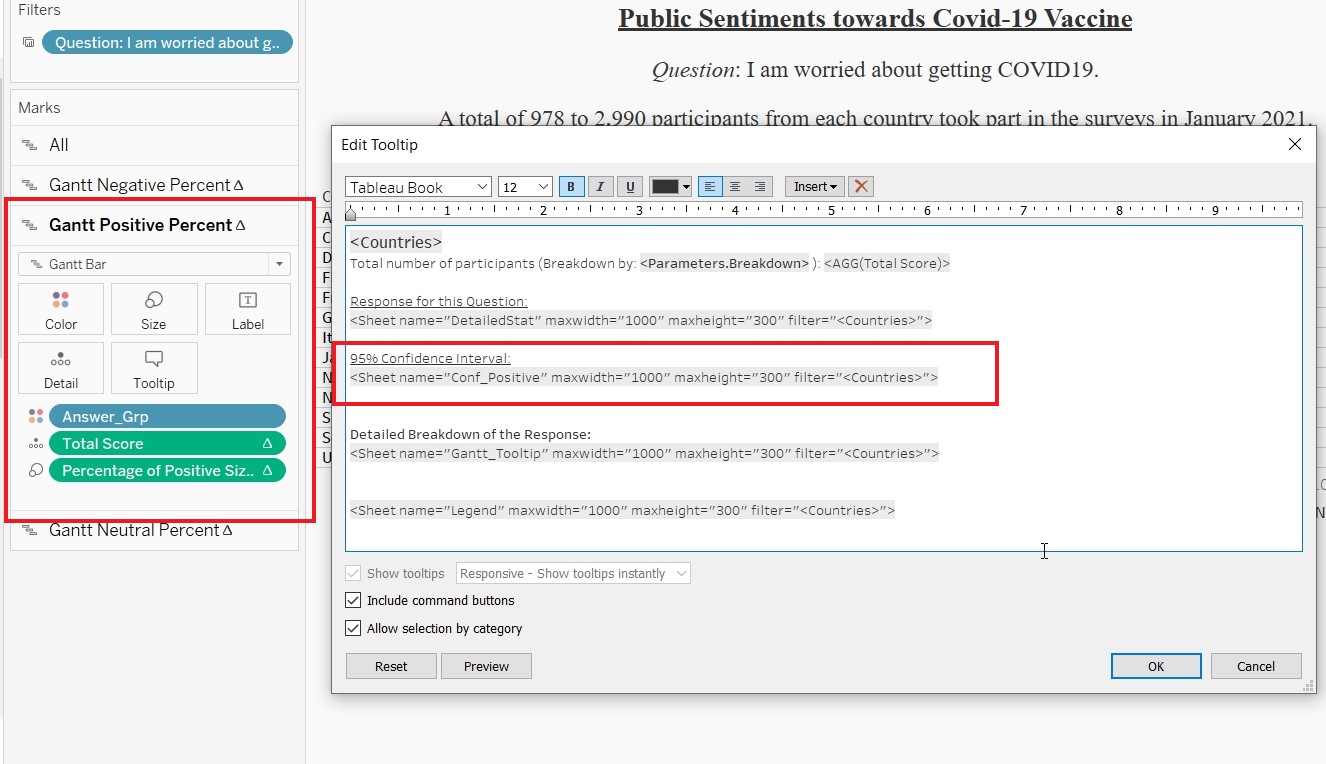 Filters
Question: I am worried about g..
Marks
All
Gantt Negative Percent Δ
Gantt Positive Percent Δ
Gantt Bar
Color
Size
Label
Detail
Tooltip
Answer_Grp
Total Score Δ
Percentage of Positive Siz.. Δ
Gantt Neutral Percent Δ
Public Sentiments towards Covid-19 Vaccine
Question: I am worried about getting COVID19.
A total of 978 to 2,990 participants from each country took part in the surveys in January 2021.
Edit Tooltip
Tableau Book
12
B I U
Insert
1 2 3 4 5 6 7 8 9
<Countries>
Total number of participants (Breakdown by: <Parameters.Breakdown> ): <AGG(Total Score)>
Response for this Question:
<Sheet name="DetailedStat" maxwidth="1000" maxheight="300" filter="<Countries>">
95% Confidence Interval:
<Sheet name="Conf_Positive" maxwidth="1000" maxheight="300" filter="<Countries>">
Detailed Breakdown of the Response:
<Sheet name="Gantt_Tooltip" maxwidth="1000" maxheight="300" filter="<Countries>">
<Sheet name="Legend" maxwidth="1000" maxheight="300" filter="<Countries>">
Show tooltips
Responsive - Show tooltips instantly
Include command buttons
Allow selection by category
Reset
Preview
OK
Cancel